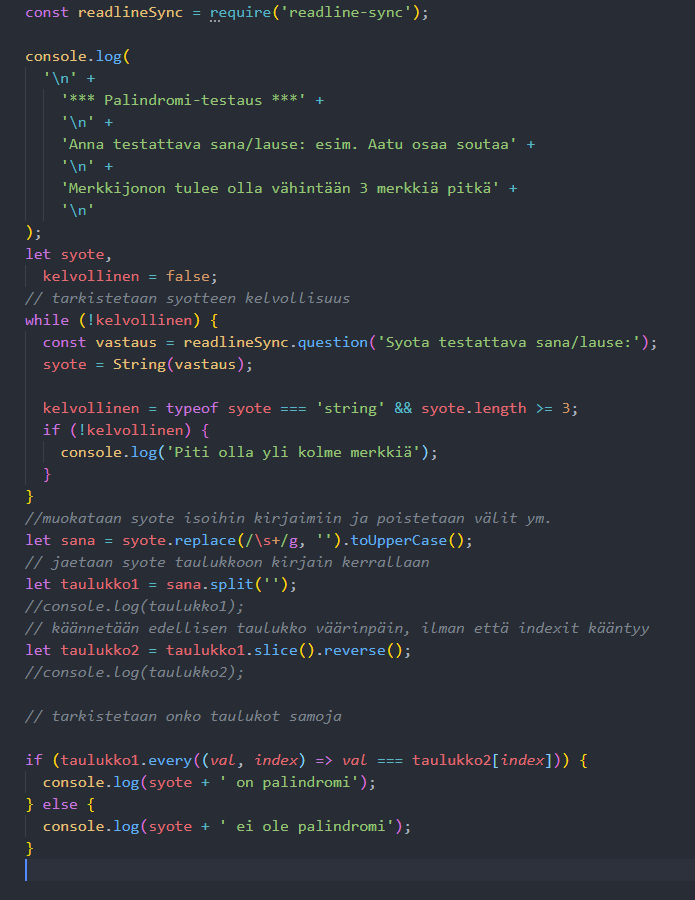 const readlineSync = require('readline-sync');
console.log(
'\n' +
'*** Palindromi-testaus ***' +
'\n' +
'Anna testattava sana/lause: esim. Aatu osaa soutaa' +
'\n' +
'Merkkijonon tulee olla vähintään 3 merkkiä pitkä' +
'\n'
);
let syote,
kelvollinen = false;
// tarkistetaan syotteen kelvollisuus
while (!kelvollinen) {
const vastaus = readlineSync.question('Syota testattava sana/lause:');
syote = String(vastaus);
kelvollinen = typeof syote === 'string' && syote.length >= 3;
if (!kelvollinen) {
console.log('Piti olla yli kolme merkkiä');
}
}
//muokataan syote isoihin kirjaimiin ja poistetaan välit ym.
let sana = syote.replace(/\s+/g, '').toUpperCase();
// jaetaan syote taulukkoon kirjain kerrallaan
let taulukko1 = sana.split('');
//console.log(taulukko1);
// käännetään edellisen taulukko väärinpäin, ilman että indexit kääntyy
let taulukko2 = taulukko1.slice().reverse();
//console.log(taulukko2);
// tarkistetaan onko taulukot samoja
if (taulukko1.every((val, index) => val === taulukko2[index])) {
console.log(syote + ' on palindromi');
} else {
console.log(syote + ' ei ole palindromi');
}